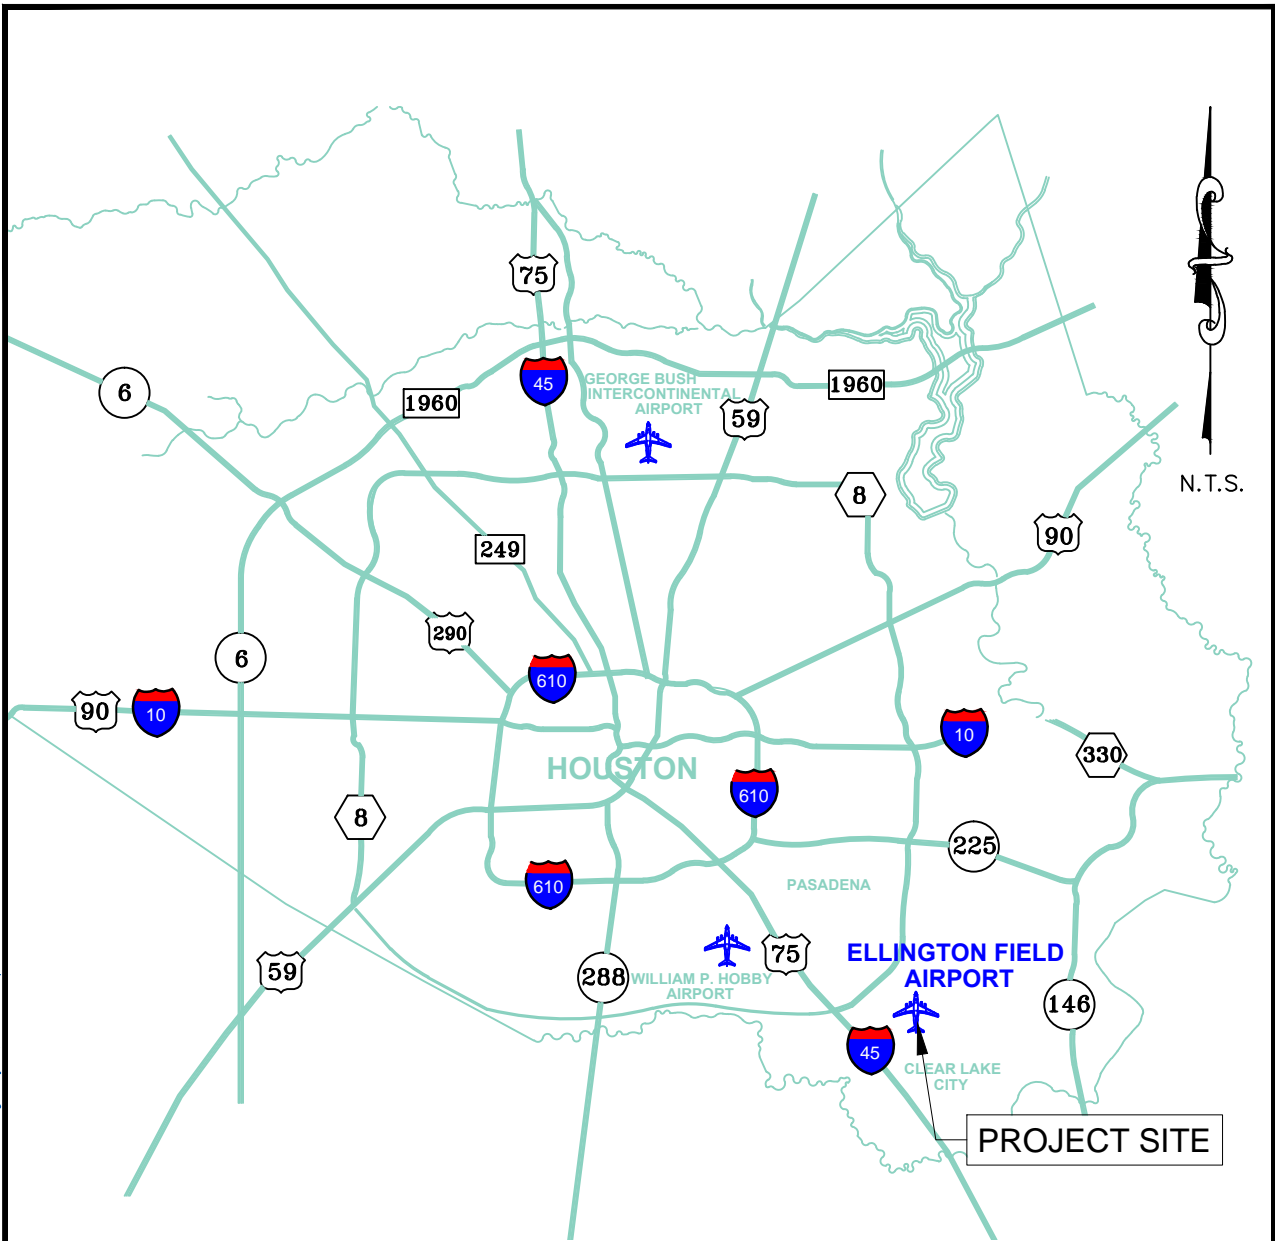 75
45
GEORGE BUSH
INTERCONTINENTAL
AIRPORT
6
1960
1960
59
N.T.S.
8
90
249
290
6
610
90
10
10
330
HOUSTON
610
8
225
610
PASADENA
59
288
WILLIAM P. HOBBY
AIRPORT
75
ELLINGTON FIELD
AIRPORT
146
45
CLEAR LAKE
CITY
PROJECT SITE